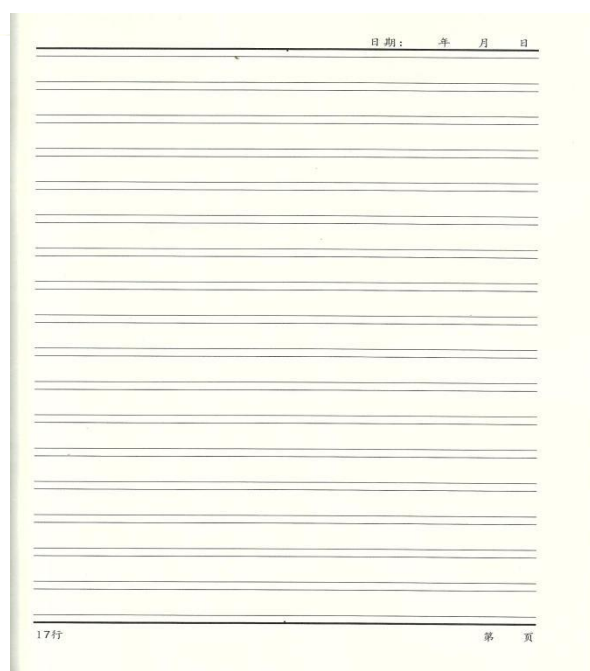 日期： 年 月 日
17行 第 页